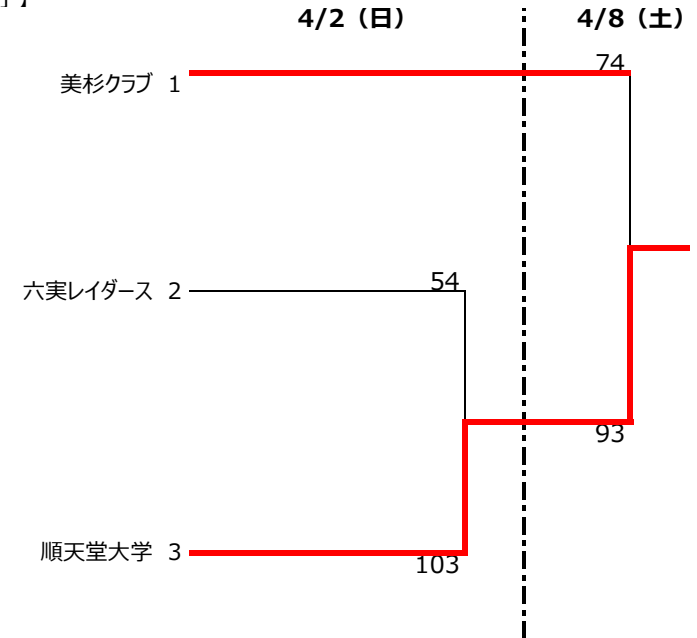 】
4/2（日）
4/8（土）
74
美杉クラブ 1
54
六実レイダース 2
93
順天堂大学 3
103